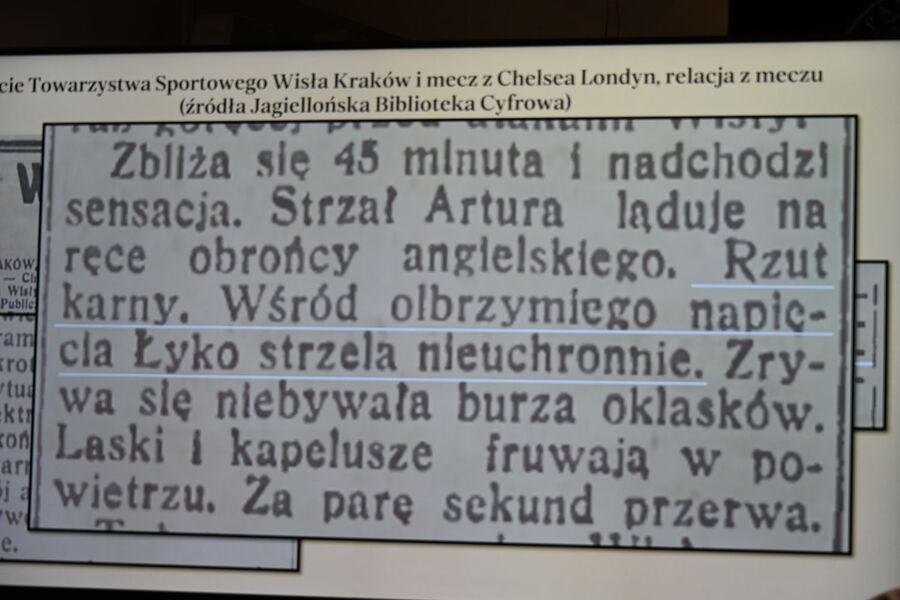 cie Towarzystwa Sportowego Wisła Kraków i mecz z Chelsea Londyn, relacja z meczu
(źródła Jagiellońska Biblioteka Cyfrowa)
Zbliża się 45 minuta i nadchodzi
sensacja. Strzał Artura ląduje na
ręce obrońcy angielskiego. Rzut
karny. Wśród olbrzymiego napię-
cia Łyko strzela nieuchronnie. Zry-
wa się niebywała burza oklasków.
Laski i kapelusze fruwają w po-
wietrzu. Za parę sekund przerwa.